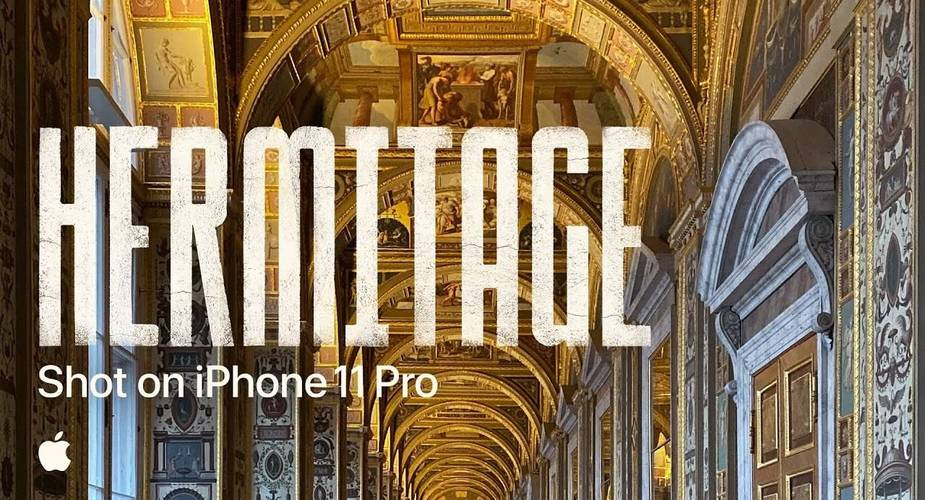 HERMITAGE
Shot on iPhone 11 Pro